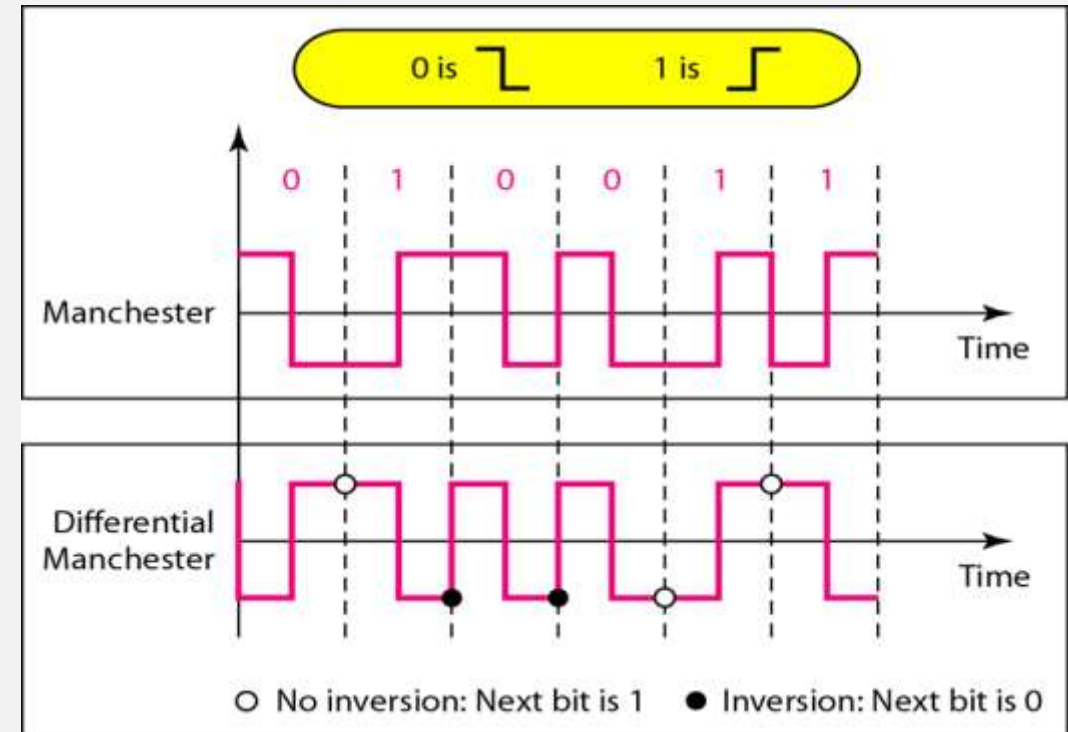 0 is 1 is
0 1 0 0 1 1
Manchester
Time
Differential
Manchester
Time
No inversion: Next bit is 1 Inversion: Next bit is 0